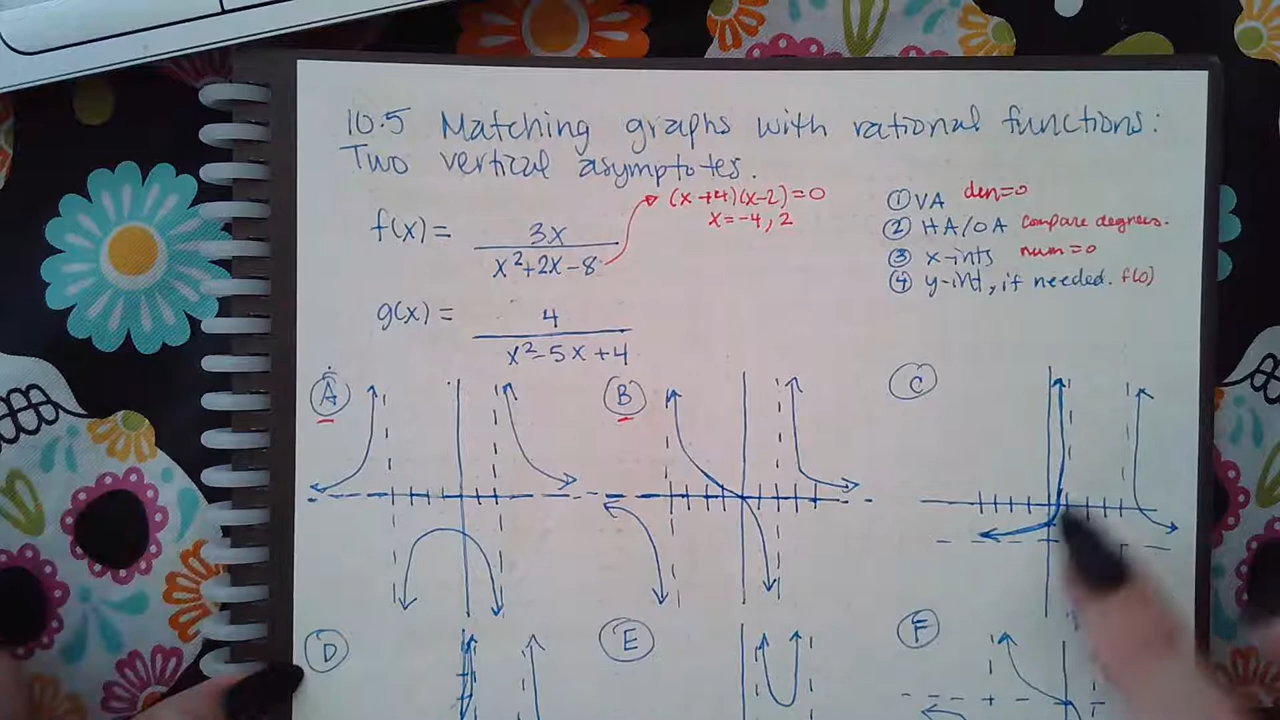 10.5 Matching graphs with rational functions:
Two vertical asymptotes.
f(x) = 3x
x²+2x-8
(x+4)(x-2)=0
x=-4, 2
g(x) = 4
x²-5x+4
① VA den=0
② HA/OA compare degrees.
③ x-ints num=0
④ y-int, if needed. f(0)
A
B
C
D
E
F